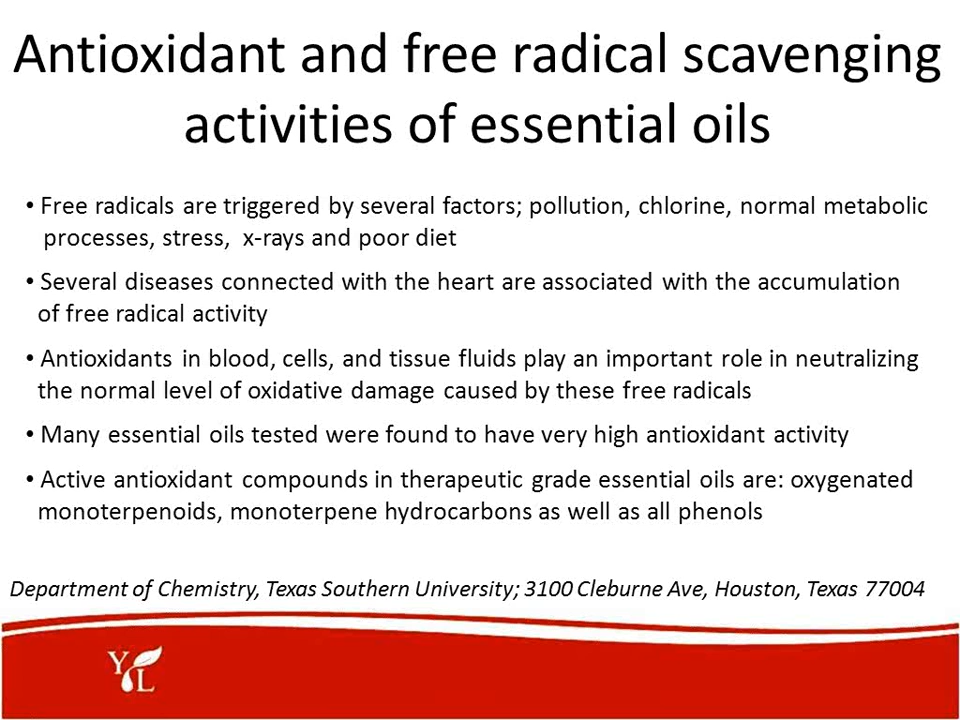 Antioxidant and free radical scavenging
activities of essential oils
• Free radicals are triggered by several factors; pollution, chlorine, normal metabolic
processes, stress, x-rays and poor diet
• Several diseases connected with the heart are associated with the accumulation
of free radical activity
• Antioxidants in blood, cells, and tissue fluids play an important role in neutralizing
the normal level of oxidative damage caused by these free radicals
• Many essential oils tested were found to have very high antioxidant activity
• Active antioxidant compounds in therapeutic grade essential oils are: oxygenated
monoterpenoids, monoterpene hydrocarbons as well as all phenols
Department of Chemistry, Texas Southern University; 3100 Cleburne Ave, Houston, Texas 77004
Y L